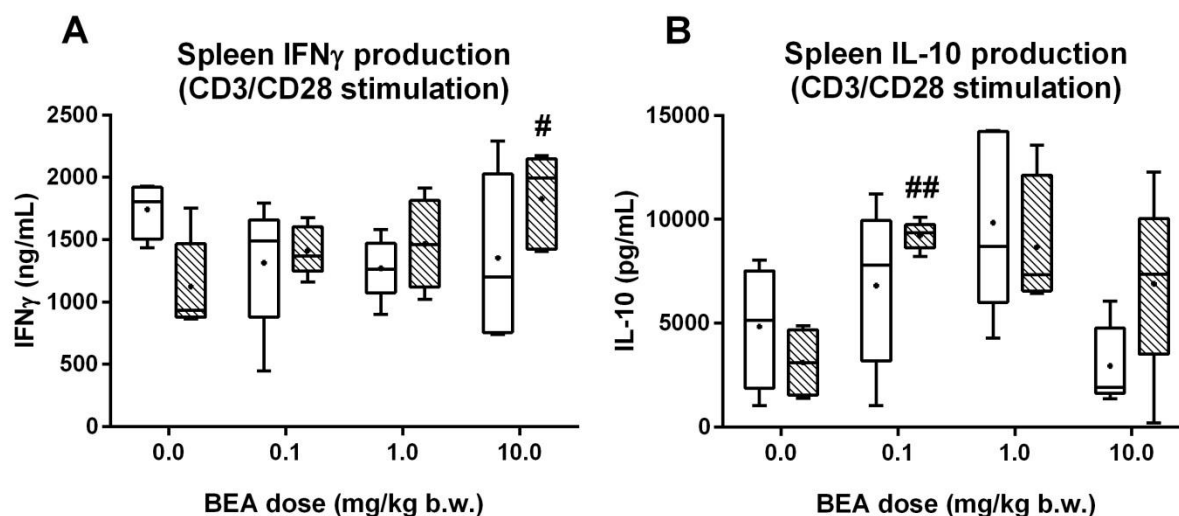 A
Spleen IFNγ production
(CD3/CD28 stimulation)
2500
2000
1500
1000
500
0
IFNγ (ng/mL)
#
0.0 0.1 1.0 10.0
BEA dose (mg/kg b.w.)
B
Spleen IL-10 production
(CD3/CD28 stimulation)
15000
10000
5000
0
IL-10 (pg/mL)
##
0.0 0.1 1.0 10.0
BEA dose (mg/kg b.w.)